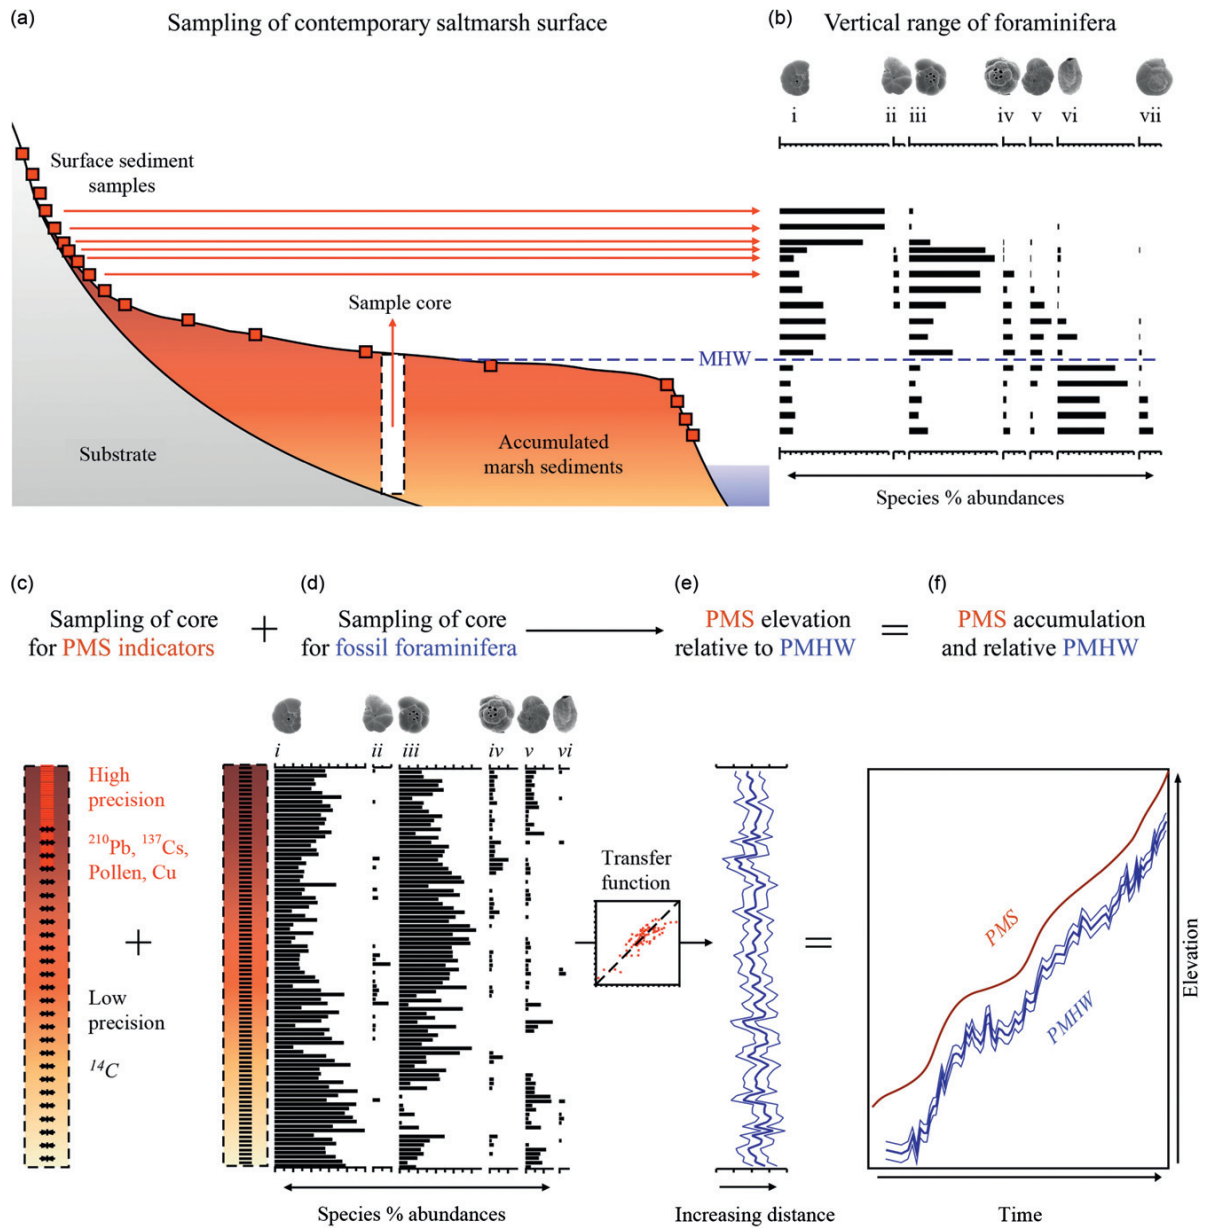 (a)
Sampling of contemporary saltmarsh surface
(b)
Vertical range of foraminifera
i ii iii iv v vi vii
Surface sediment
samples
Sample core
MHW
Substrate
Accumulated
marsh sediments
Species % abundances
(c)
Sampling of core
for PMS indicators
+
(d)
Sampling of core
for fossil foraminifera
(e)
PMS elevation
relative to PMHW
=
(f)
PMS accumulation
and relative PMHW
i ii iii iv v vi
High
precision
²¹⁰Pb, ¹³⁷Cs,
Pollen, Cu
+
Low
precision
¹⁴C
Transfer
function
=
PMS
PMHW
Elevation
Species % abundances
Increasing distance
Time